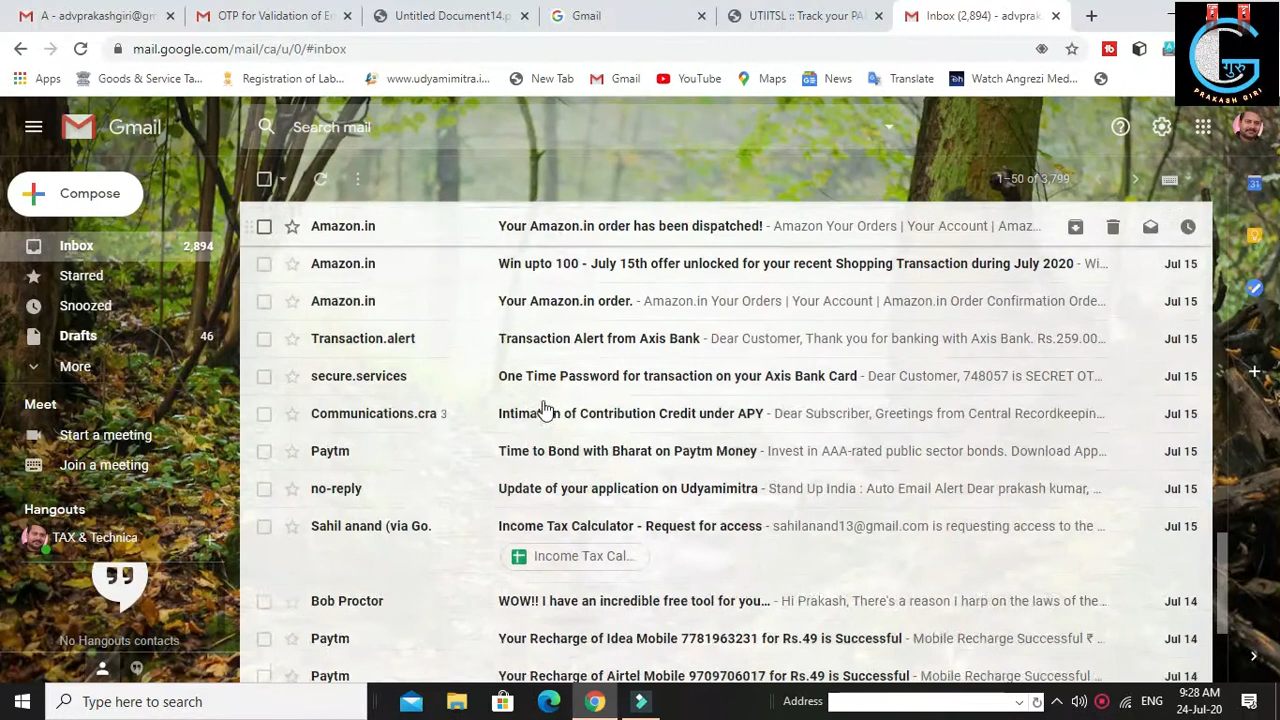 A - advprakashgiri@gm
OTP for Validation of Em
Untitled Document14.p
Gmail
UTIITSL :: Track your PA
Inbox (2,894) - advprakas
mail.google.com/mail/ca/u/0/#inbox
Apps
Goods & Service Ta...
Registration of Lab...
www.udyamimitra.i...
New Tab
Gmail
YouTube
Maps
News
Translate
Watch Angrezi Med...
गुरु
PRAKASH GIRI
Gmail
Search mail
Compose
1–50 of 3,799
Inbox 2,894
Starred
Snoozed
Drafts 46
More
Meet
Start a meeting
Join a meeting
Hangouts
TAX & Technica
No Hangouts contacts
Amazon.in Your Amazon.in order has been dispatched! - Amazon Your Orders | Your Account | Amaz...
Amazon.in Win upto 100 - July 15th offer unlocked for your recent Shopping Transaction during July 2020 - Wi... Jul 15
Amazon.in Your Amazon.in order. - Amazon.in Your Orders | Your Account | Amazon.in Order Confirmation Orde... Jul 15
Transaction.alert Transaction Alert from Axis Bank - Dear Customer, Thank you for banking with Axis Bank. Rs.259.00... Jul 15
secure.services One Time Password for transaction on your Axis Bank Card - Dear Customer, 748057 is SECRET OT... Jul 15
Communications.cra 3 Intimation of Contribution Credit under APY - Dear Subscriber, Greetings from Central Recordkeepin... Jul 15
Paytm Time to Bond with Bharat on Paytm Money - Invest in AAA-rated public sector bonds. Download App... Jul 15
no-reply Update of your application on Udyamimitra - Stand Up India : Auto Email Alert Dear prakash kumar, ... Jul 15
Sahil anand (via Go. Income Tax Calculator - Request for access - sahilanand13@gmail.com is requesting access to the ... Jul 15
Income Tax Cal...
Bob Proctor WOW!! I have an incredible free tool for you... - Hi Prakash, There's a reason I harp on the laws of the... Jul 14
Paytm Your Recharge of Idea Mobile 7781963231 for Rs.49 is Successful - Mobile Recharge Successful ₹ ... Jul 14
Paytm Your Recharge of Airtel Mobile 9709706017 for Rs.49 is Successful - Mobile Recharge Successful ₹ ... Jul 14
Type here to search
Address
ENG
9:28 AM
24-Jul-20